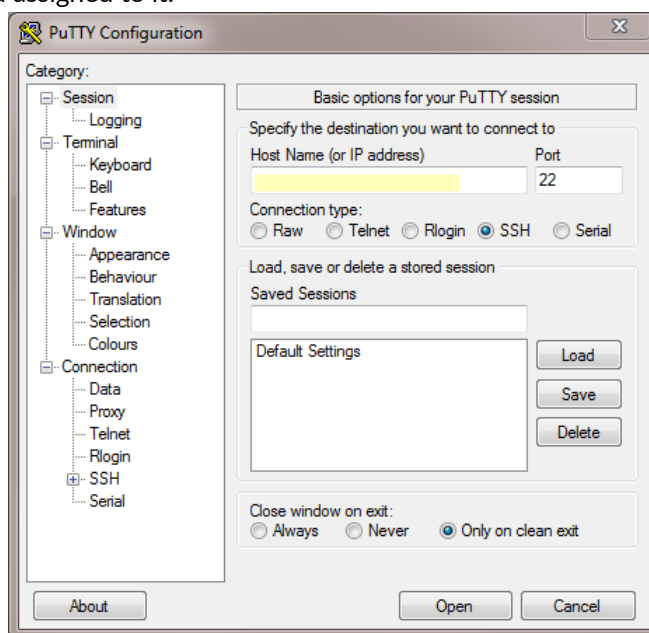 assigned to it.
PuTTY Configuration
Category:
Session
Logging
Terminal
Keyboard
Bell
Features
Window
Appearance
Behaviour
Translation
Selection
Colours
Connection
Data
Proxy
Telnet
Rlogin
SSH
Serial
Basic options for your PuTTY session
Specify the destination you want to connect to
Host Name (or IP address) Port
22
Connection type:
Raw Telnet Rlogin SSH Serial
Load, save or delete a stored session
Saved Sessions
Default Settings
Load
Save
Delete
Close window on exit:
Always Never Only on clean exit
About Open Cancel